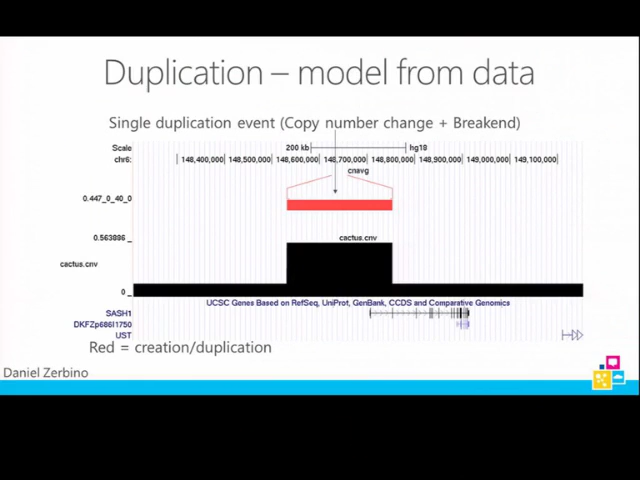 Duplication – model from data
Single duplication event (Copy number change + Breakend)
Scale 200 kb hg18
chr6: 148,400,000 148,500,000 148,600,000 148,700,000 148,800,000 148,900,000 149,000,000 149,100,000
cnavg
0.447_0_40_0
0.563896 _ cactus.cnv
cactus.cnv
0 _
UCSC Genes Based on RefSeq, UniProt, GenBank, CCDS and Comparative Genomics
SASH1
DKFZp686I1750
UST
Red = creation/duplication
Daniel Zerbino